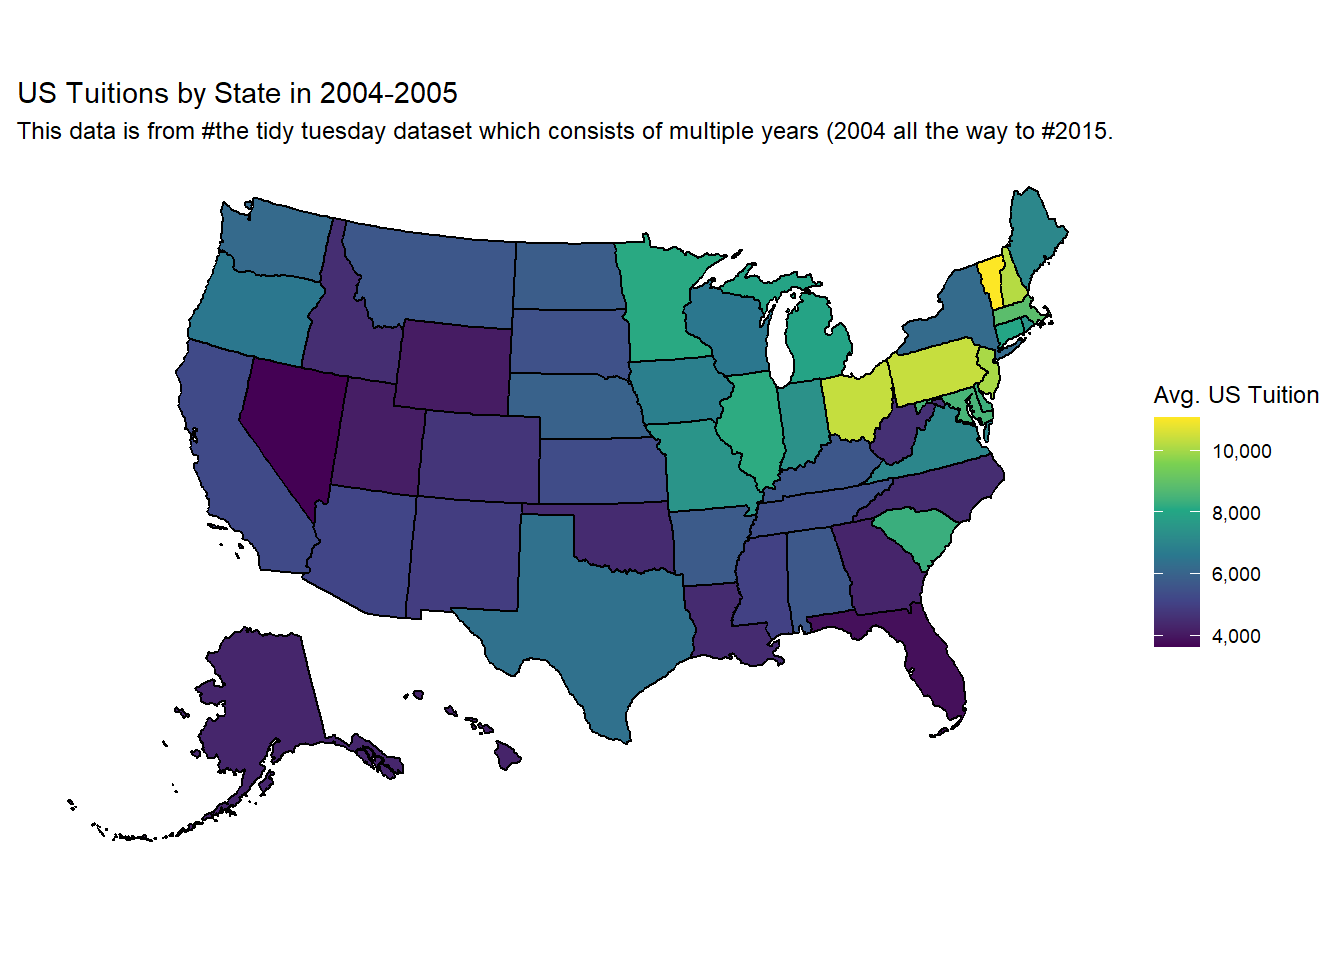 US Tuitions by State in 2004-2005
This data is from #the tidy tuesday dataset which consists of multiple years (2004 all the way to #2015.
Avg. US Tuition
10,000
8,000
6,000
4,000